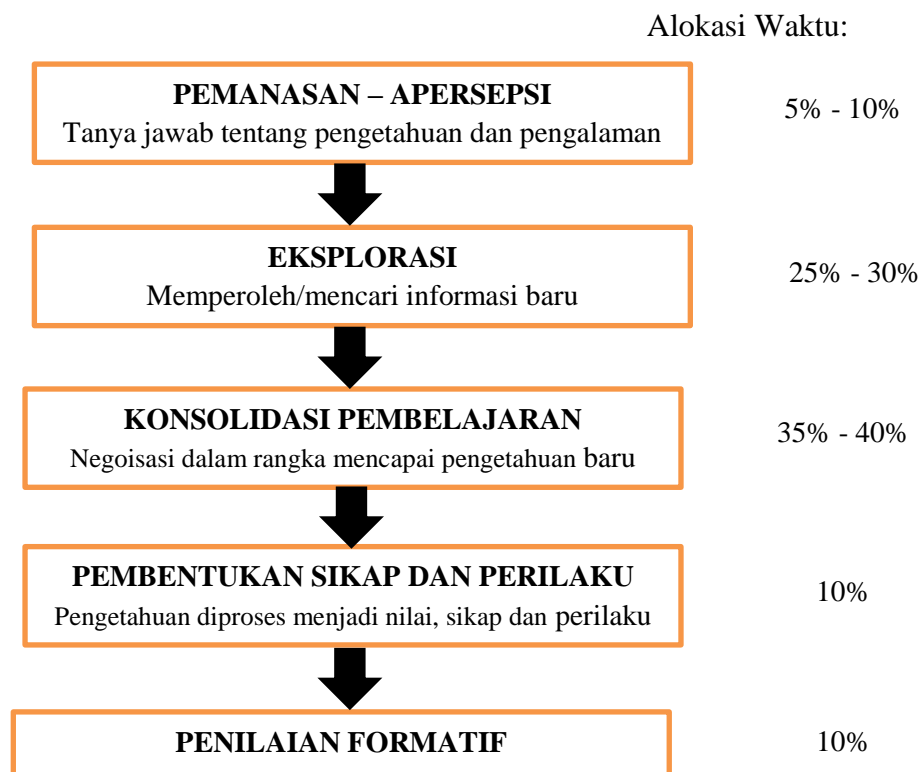 Alokasi Waktu:
PEMANASAN – APERSEPSI
Tanya jawab tentang pengetahuan dan pengalaman
5% - 10%
EKSPLORASI
Memperoleh/mencari informasi baru
25% - 30%
KONSOLIDASI PEMBELAJARAN
Negoisasi dalam rangka mencapai pengetahuan baru
35% - 40%
PEMBENTUKAN SIKAP DAN PERILAKU
Pengetahuan diproses menjadi nilai, sikap dan perilaku
10%
PENILAIAN FORMATIF
10%